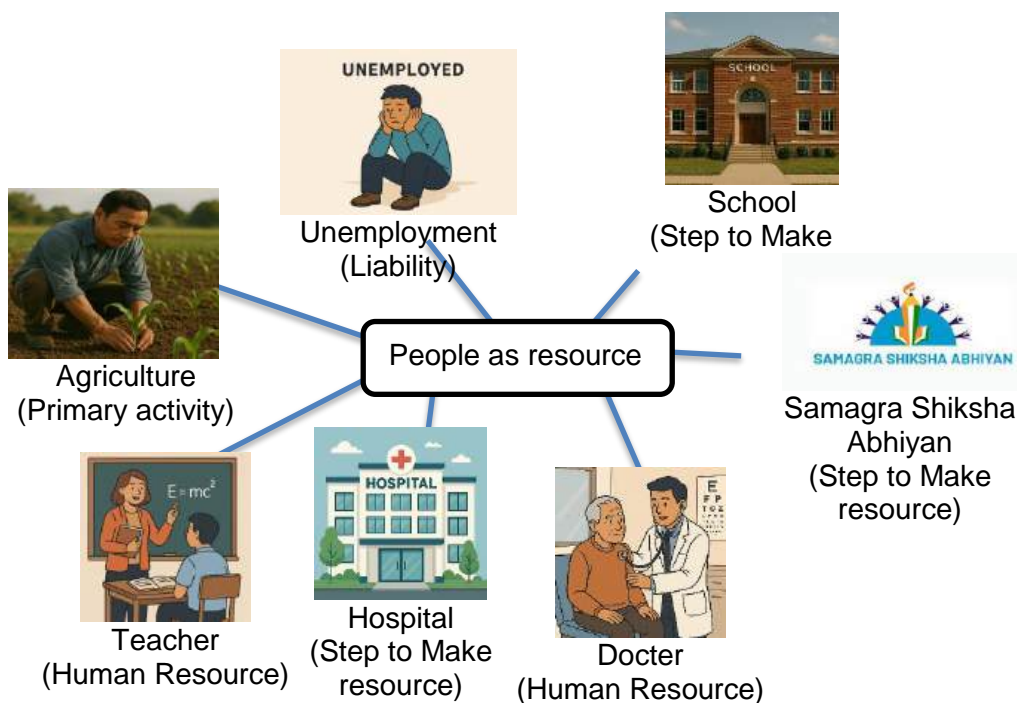 UNEMPLOYED
Unemployment
(Liability)
SCHOOL
School
(Step to Make
Agriculture
(Primary activity)
People as resource
SAMAGRA SHIKSHA ABHIYAN
Samagra Shiksha
Abhiyan
(Step to Make
resource)
E=mc²
Teacher
(Human Resource)
HOSPITAL
Hospital
(Step to Make
resource)
E
F P
T O Z
Docter
(Human Resource)